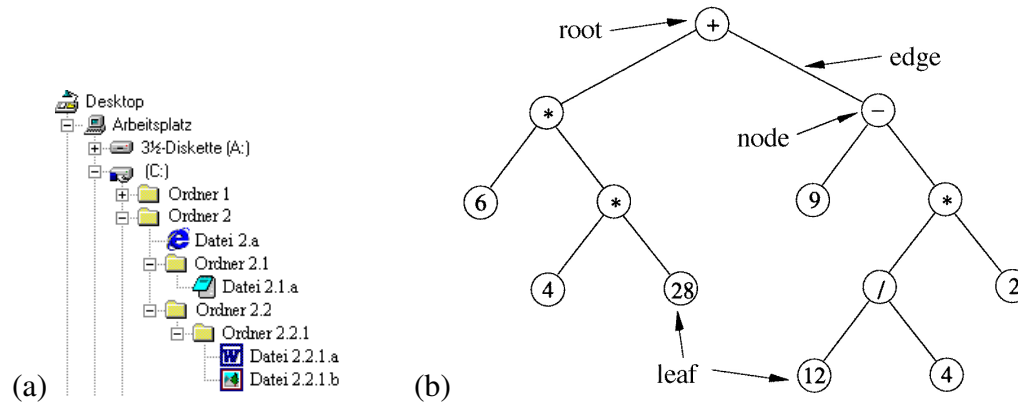 Desktop
Arbeitsplatz
3½-Diskette (A:)
(C:)
Ordner 1
Ordner 2
Datei 2.a
Ordner 2.1
Datei 2.1.a
Ordner 2.2
Ordner 2.2.1
Datei 2.2.1.a
Datei 2.2.1.b
(a)
root
+
edge
*
−
node
6
*
9
*
4
28
/
2
leaf
12
4
(b)